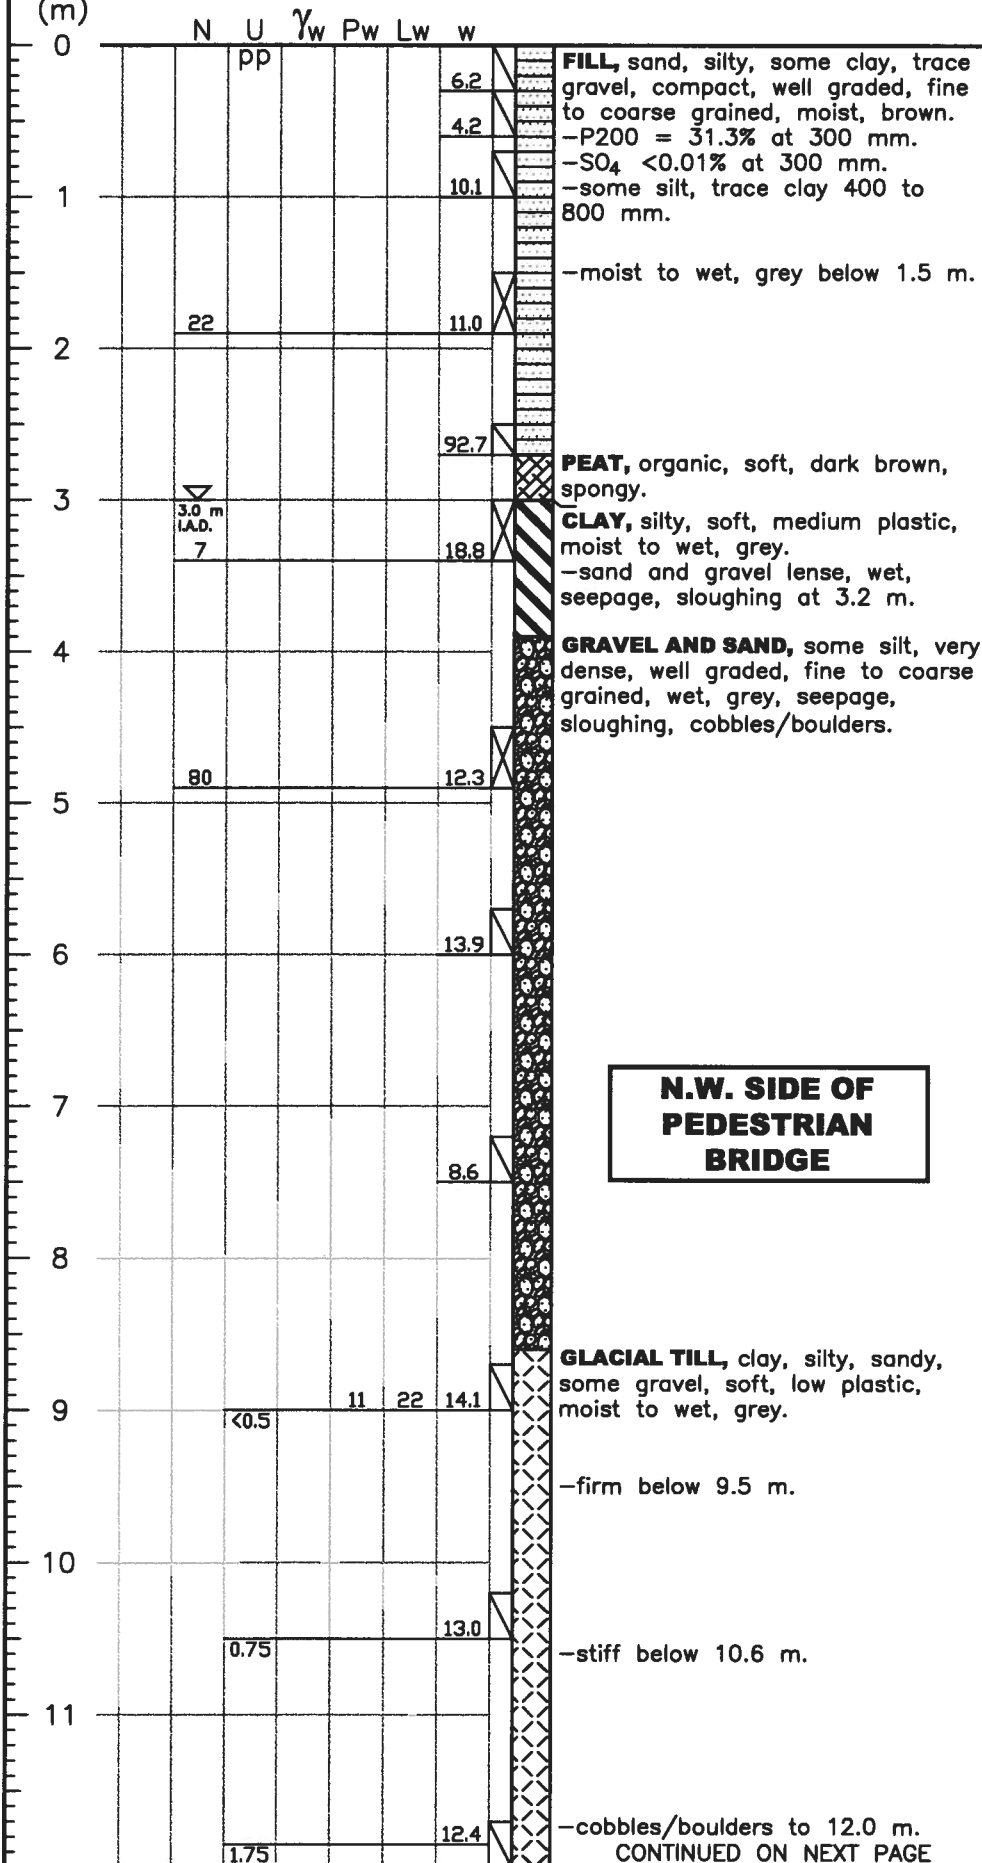 (m)
N U γw Pw Lw w
pp
0
FILL, sand, silty, some clay, trace
gravel, compact, well graded, fine
to coarse grained, moist, brown.
-P200 = 31.3% at 300 mm.
-SO4 <0.01% at 300 mm.
-some silt, trace clay 400 to
800 mm.
6.2
4.2
10.1
1
-moist to wet, grey below 1.5 m.
22 11.0
2
92.7
PEAT, organic, soft, dark brown,
spongy.
3
3.0 m
I.A.D.
7 18.8
CLAY, silty, soft, medium plastic,
moist to wet, grey.
-sand and gravel lense, wet,
seepage, sloughing at 3.2 m.
4
GRAVEL AND SAND, some silt, very
dense, well graded, fine to coarse
grained, wet, grey, seepage,
sloughing, cobbles/boulders.
80 12.3
5
13.9
6
7
N.W. SIDE OF
PEDESTRIAN
BRIDGE
8.6
8
GLACIAL TILL, clay, silty, sandy,
some gravel, soft, low plastic,
moist to wet, grey.
11 22 14.1
9
<0.5
-firm below 9.5 m.
10
13.0
0.75
-stiff below 10.6 m.
11
12.4
1.75
-cobbles/boulders to 12.0 m.
CONTINUED ON NEXT PAGE